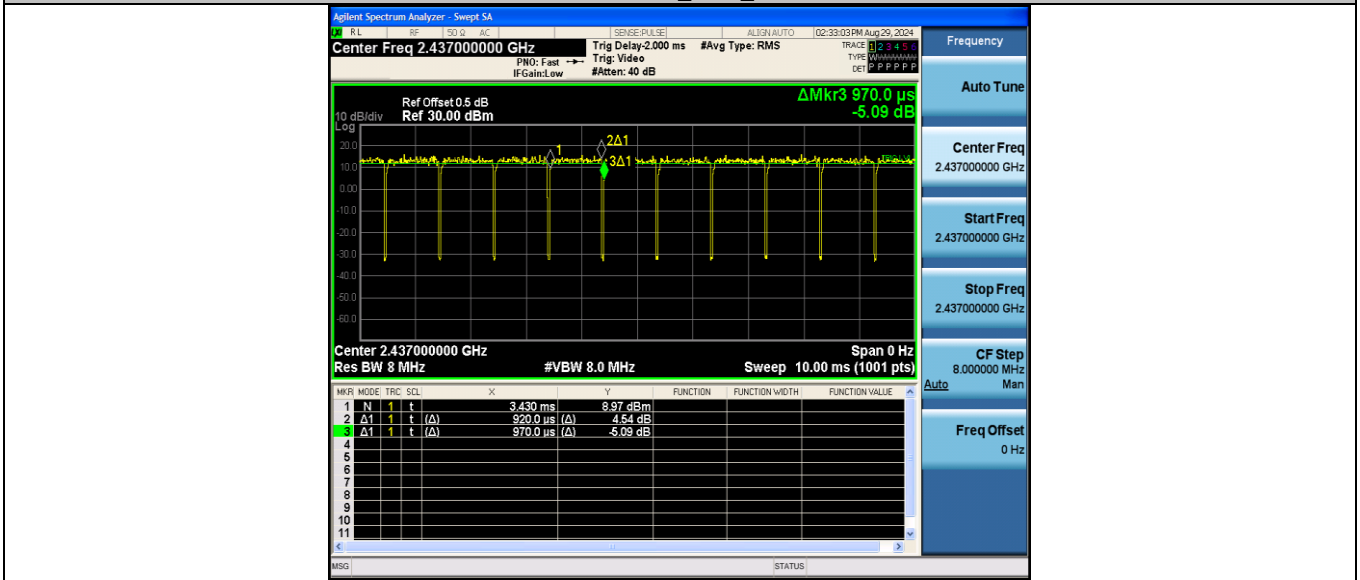 Agilent Spectrum Analyzer - Swept SA
RL RF 50 Ω AC SENSE:PULSE ALIGN AUTO 02:33:03 PM Aug 29, 2024
Center Freq 2.437000000 GHz
Trig Delay-2.000 ms #Avg Type: RMS
TRACE 1 2 3 4 5 6
PNO: Fast Trig: Video
TYPE W
IFGain:Low #Atten: 40 dB
DET P P P P P P
ΔMkr3 970.0 µs
-5.09 dB
Ref Offset 0.5 dB
10 dB/div Ref 30.00 dBm
Log
20.0
10.0
0.00
-10.0
-20.0
-30.0
-40.0
-50.0
-60.0
1
2Δ1
3Δ1
Center 2.437000000 GHz Span 0 Hz
Res BW 8 MHz #VBW 8.0 MHz Sweep 10.00 ms (1001 pts)
MKR MODE TRC SCL X Y FUNCTION FUNCTION WIDTH FUNCTION VALUE
1 N 1 t 3.430 ms 8.97 dBm
2 Δ1 1 t (Δ) 920.0 µs (Δ) 4.54 dB
3 Δ1 1 t (Δ) 970.0 µs (Δ) -5.09 dB
4
5
6
7
8
9
10
11
MSG STATUS
Frequency
Auto Tune
Center Freq
2.437000000 GHz
Start Freq
2.437000000 GHz
Stop Freq
2.437000000 GHz
CF Step
8.000000 MHz
Auto Man
Freq Offset
0 Hz